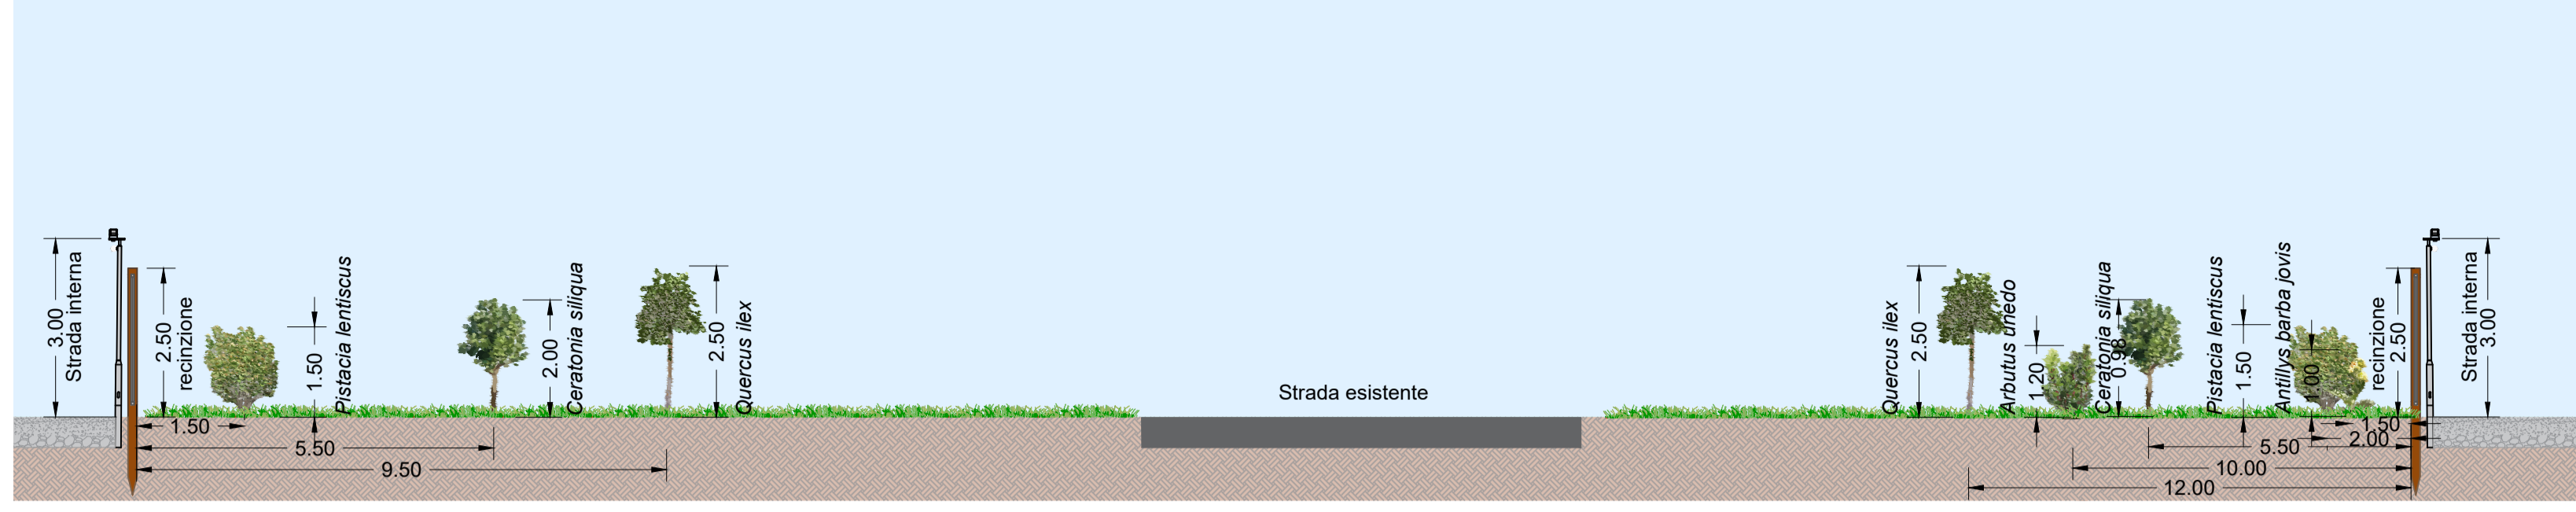 3.00
Strada interna
2.50
recinzione
1.50
Pistacia lentiscus
2.00
Ceratonia siliqua
2.50
Quercus ilex
1.50
5.50
9.50
Strada esistente
Quercus ilex
2.50
Arbutus unedo
1.20
Ceratonia siliqua
0.98
Pistacia lentiscus
1.50
Antillys barba jovis
1.00
recinzione
2.50
Strada interna
3.00
1.50
2.00
5.50
10.00
12.00